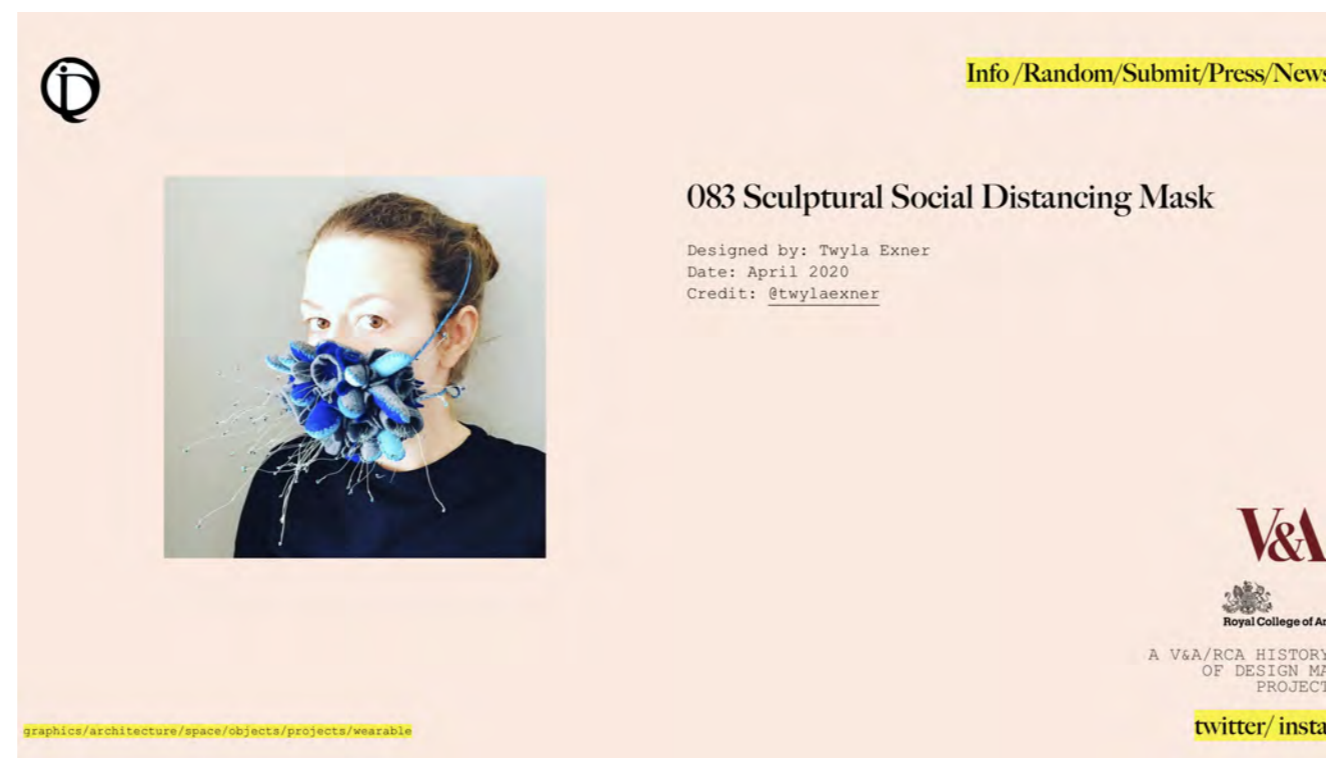 Info /Random/Submit/Press/News
083 Sculptural Social Distancing Mask
Designed by: Twyla Exner
Date: April 2020
Credit: @twylaexner
V&A
Royal College of Ar
A V&A/RCA HISTORY
OF DESIGN MA
PROJECT
graphics/architecture/space/objects/projects/wearable
twitter/ insta